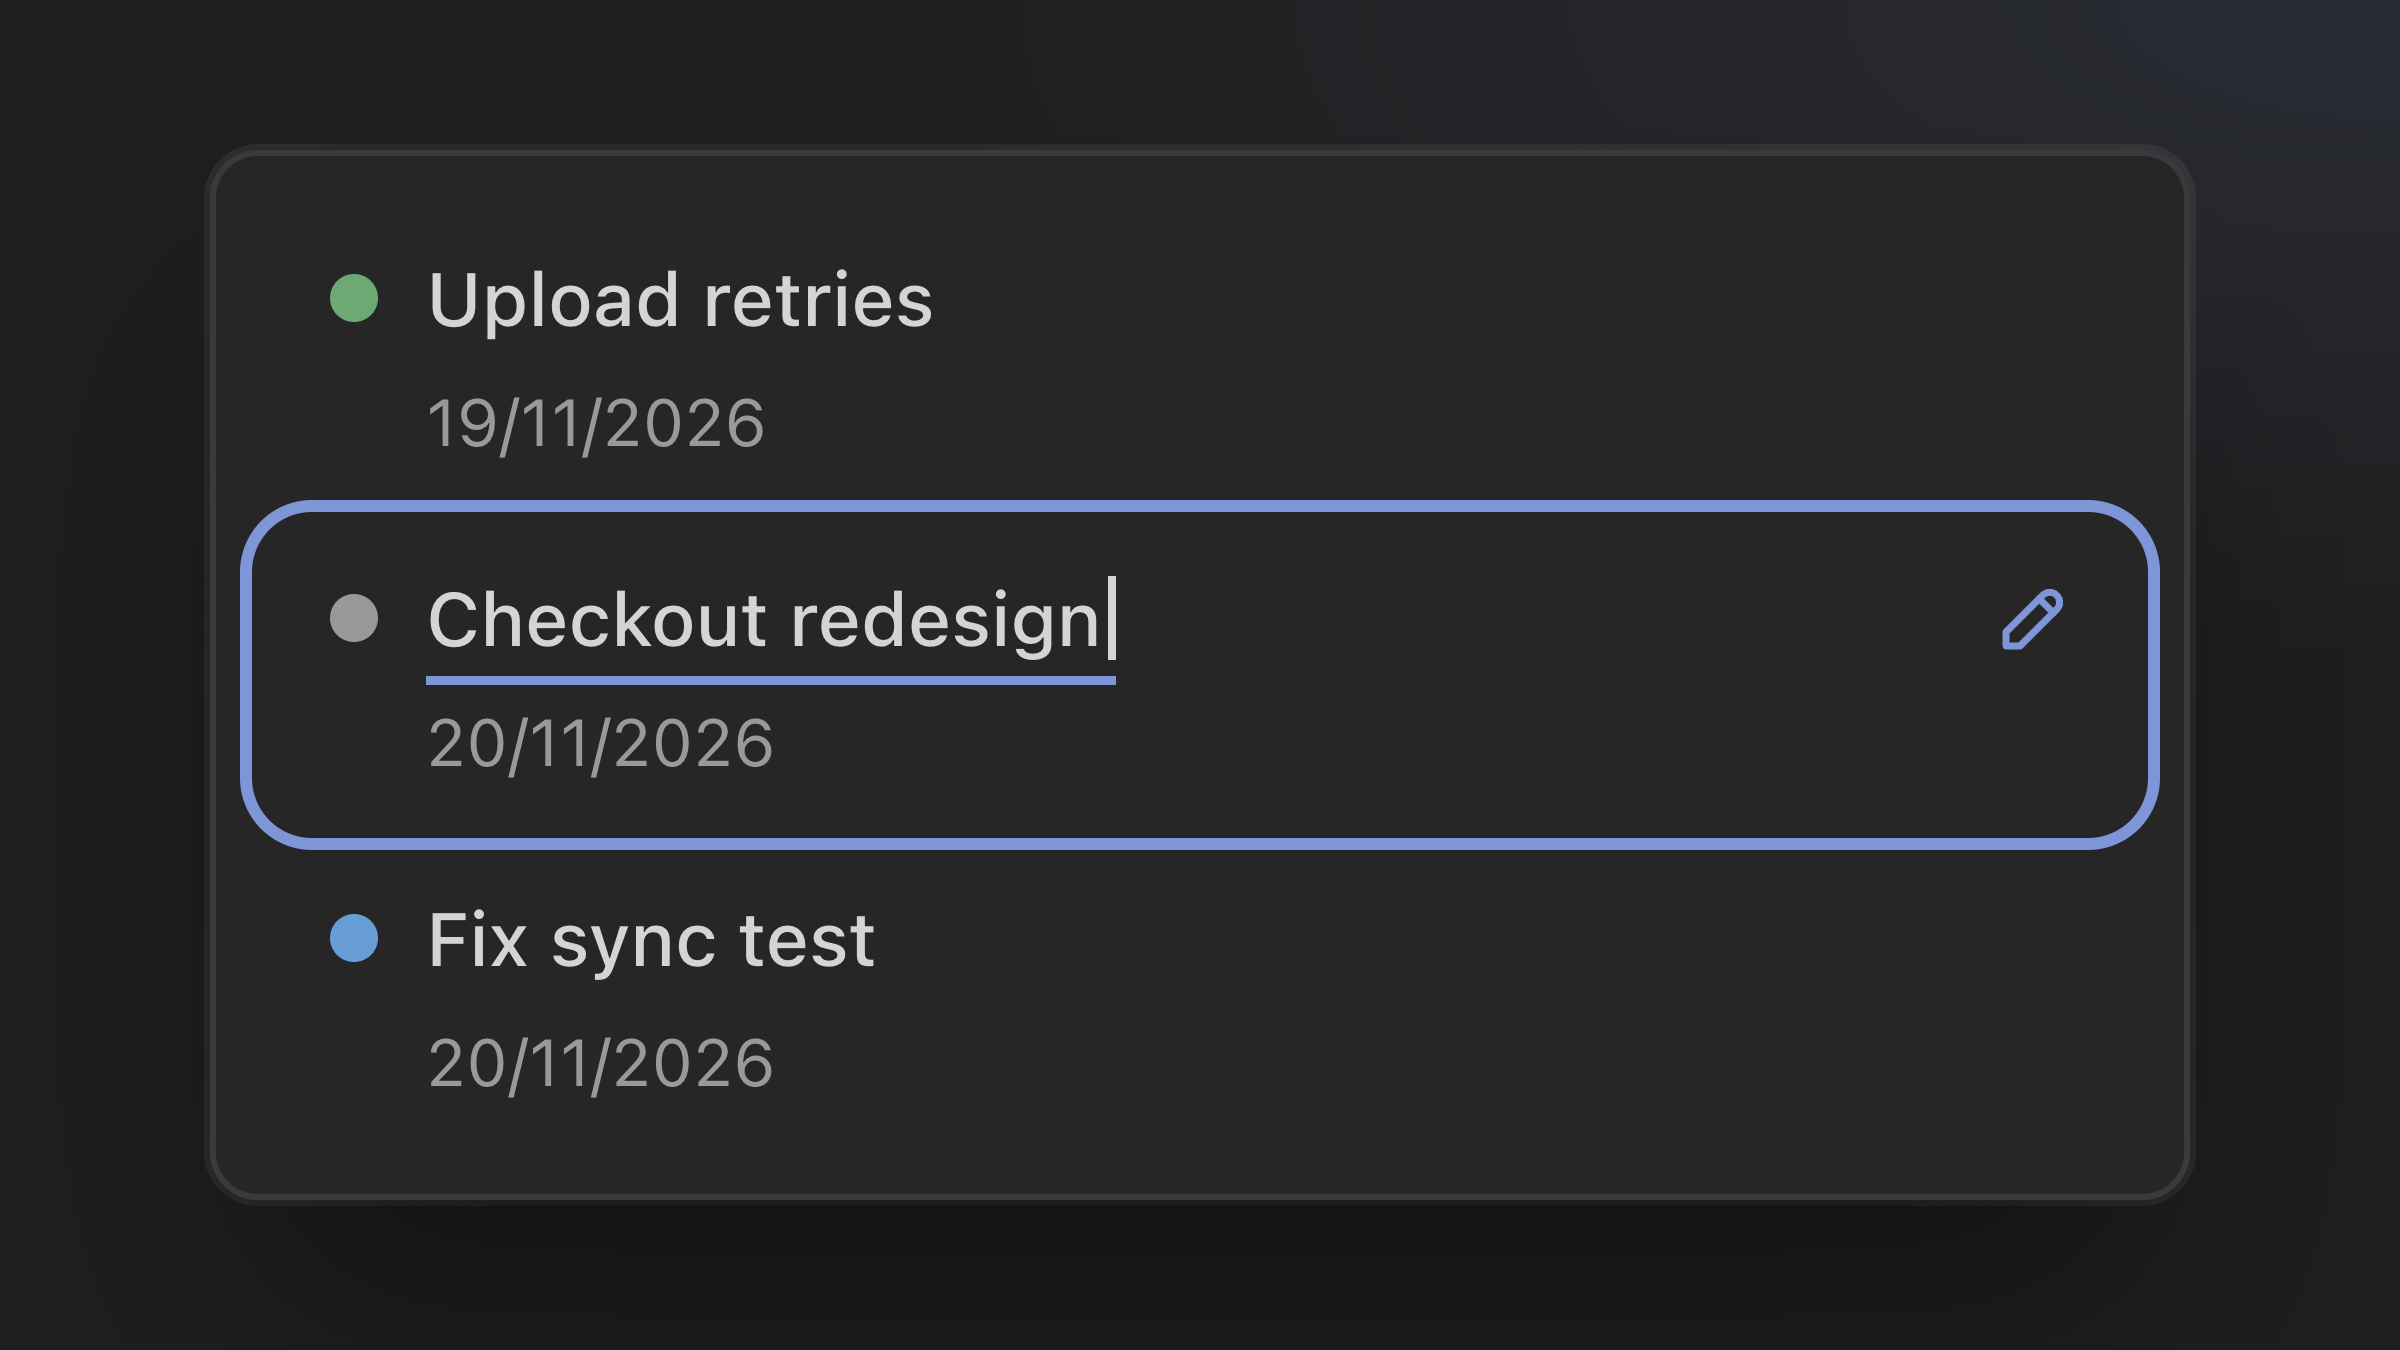 Upload retries
19/11/2026
Checkout redesign
20/11/2026
Fix sync test
20/11/2026